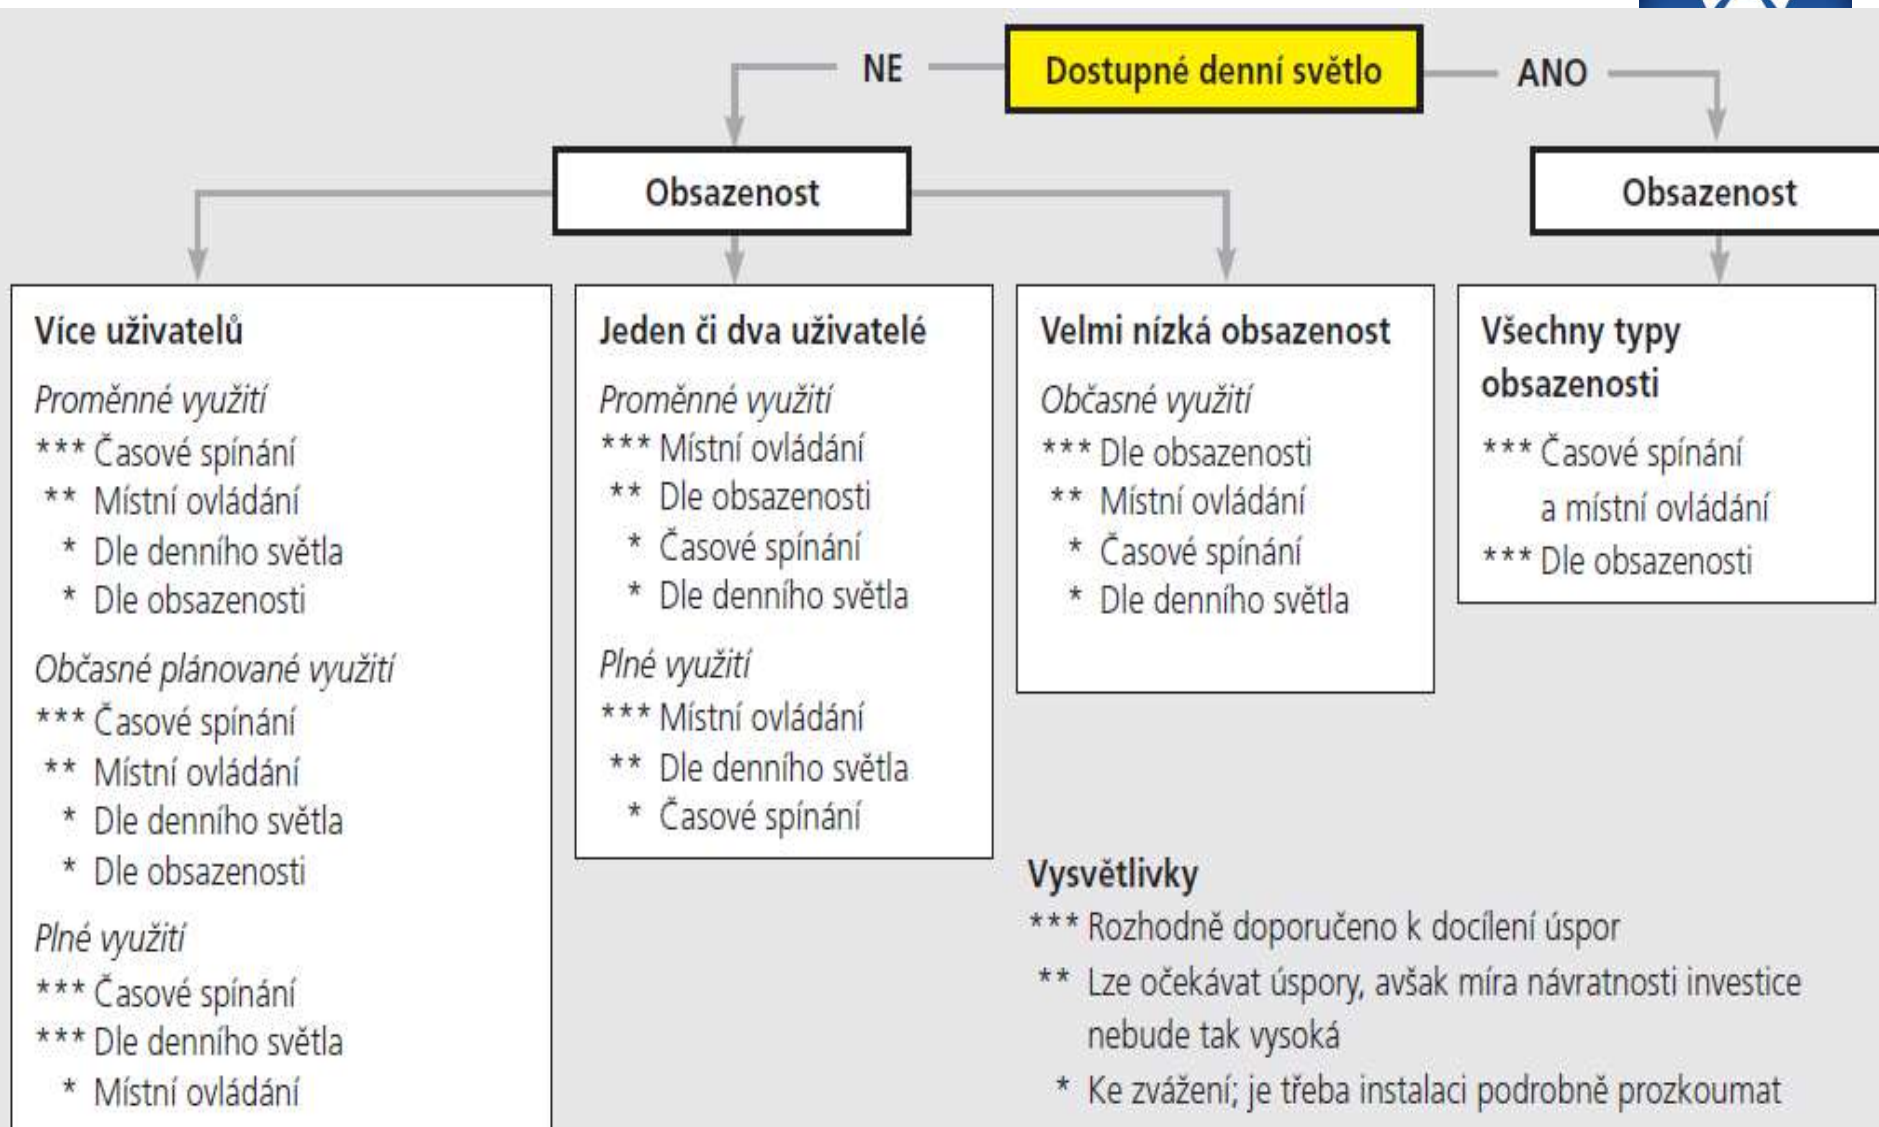 NE
Dostupné denní světlo
ANO
Obsazenost
Obsazenost
Více uživatelů
Proměnné využití
*** Časové spínání
** Místní ovládání
* Dle denního světla
* Dle obsazenosti
Občasné plánované využití
*** Časové spínání
** Místní ovládání
* Dle denního světla
* Dle obsazenosti
Plné využití
*** Časové spínání
*** Dle denního světla
* Místní ovládání
Jeden či dva uživatelé
Proměnné využití
*** Místní ovládání
** Dle obsazenosti
* Časové spínání
* Dle denního světla
Plné využití
*** Místní ovládání
** Dle denního světla
* Časové spínání
Velmi nízká obsazenost
Občasné využití
*** Dle obsazenosti
** Místní ovládání
* Časové spínání
* Dle denního světla
Všechny typy
obsazenosti
*** Časové spínání
a místní ovládání
*** Dle obsazenosti
Vysvětlivky
*** Rozhodně doporučeno k docílení úspor
** Lze očekávat úspory, avšak míra návratnosti investice
nebude tak vysoká
* Ke zvážení; je třeba instalaci podrobně prozkoumat